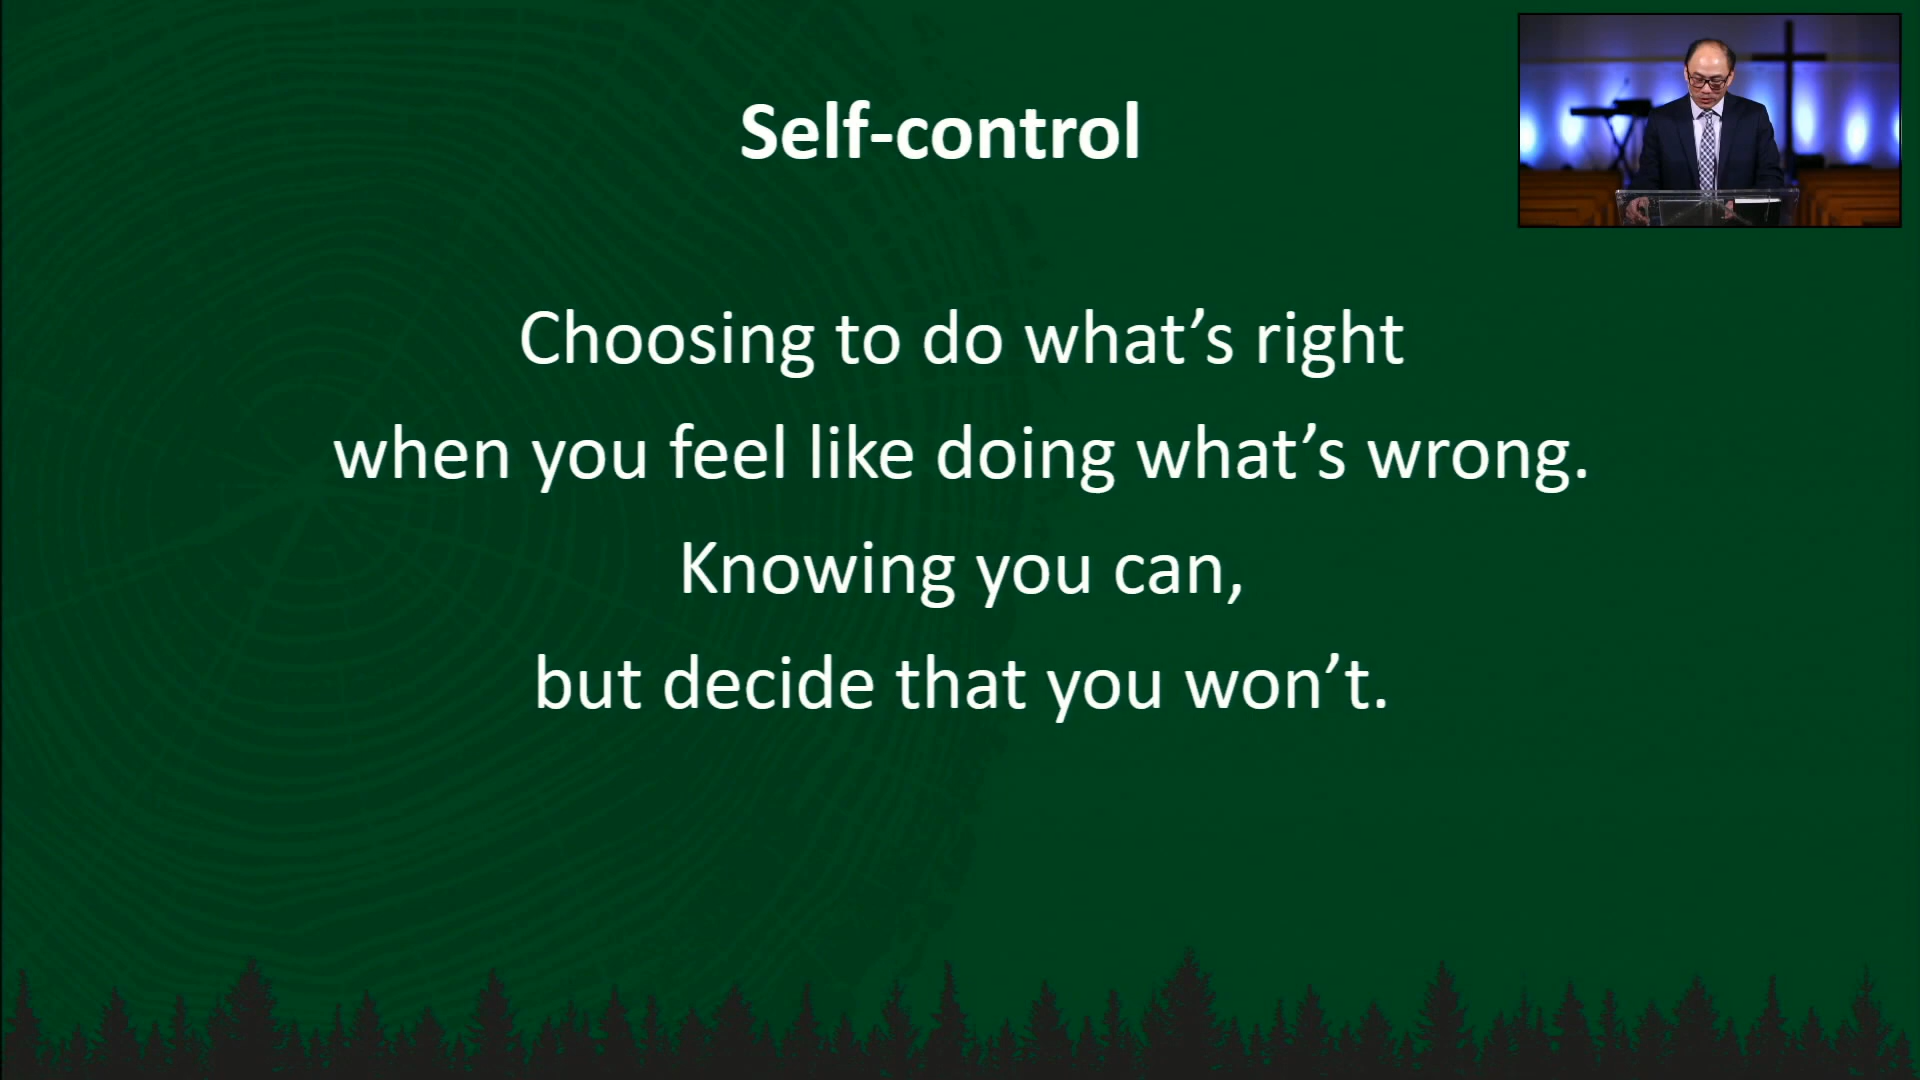 Self-control
Choosing to do what’s right
when you feel like doing what’s wrong.
Knowing you can,
but decide that you won’t.